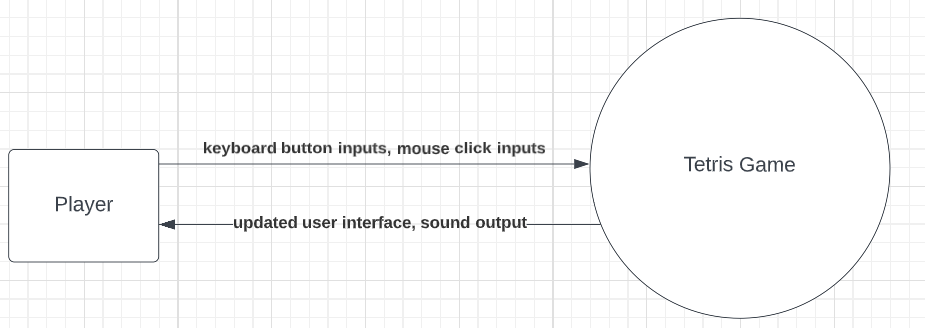 keyboard button inputs, mouse click inputs
Player
Tetris Game
updated user interface, sound output